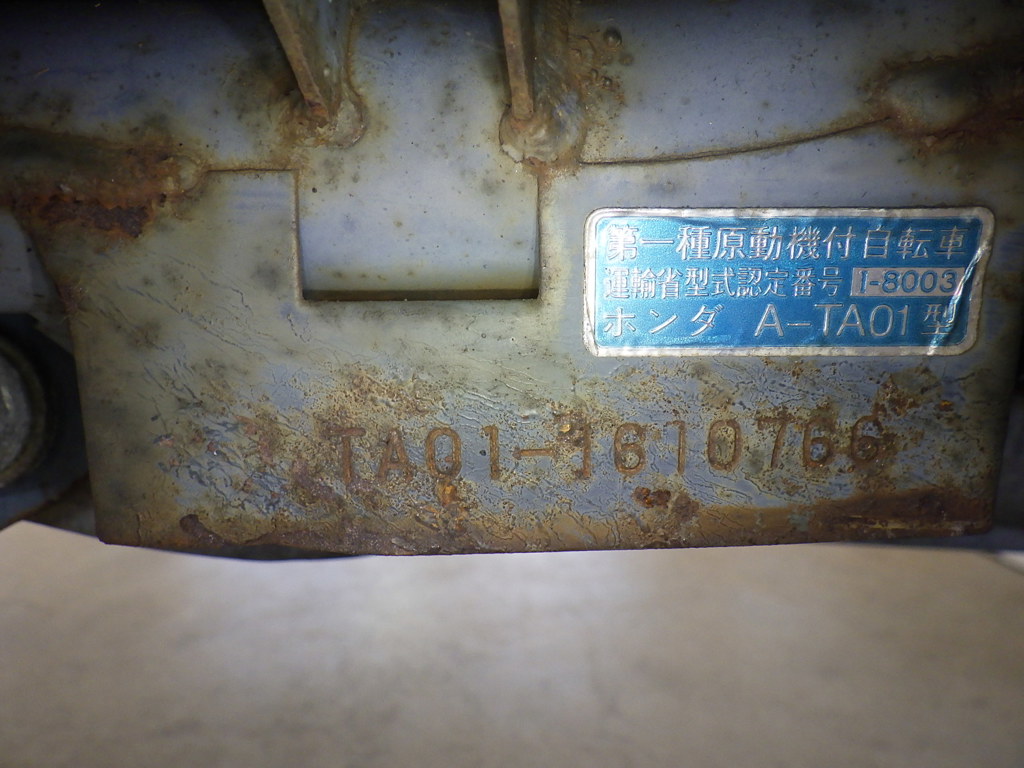 第一種原動機付自転車
運輸省型式認定番号 I-8003
ホンダ A-TA01型
TA01-1610766